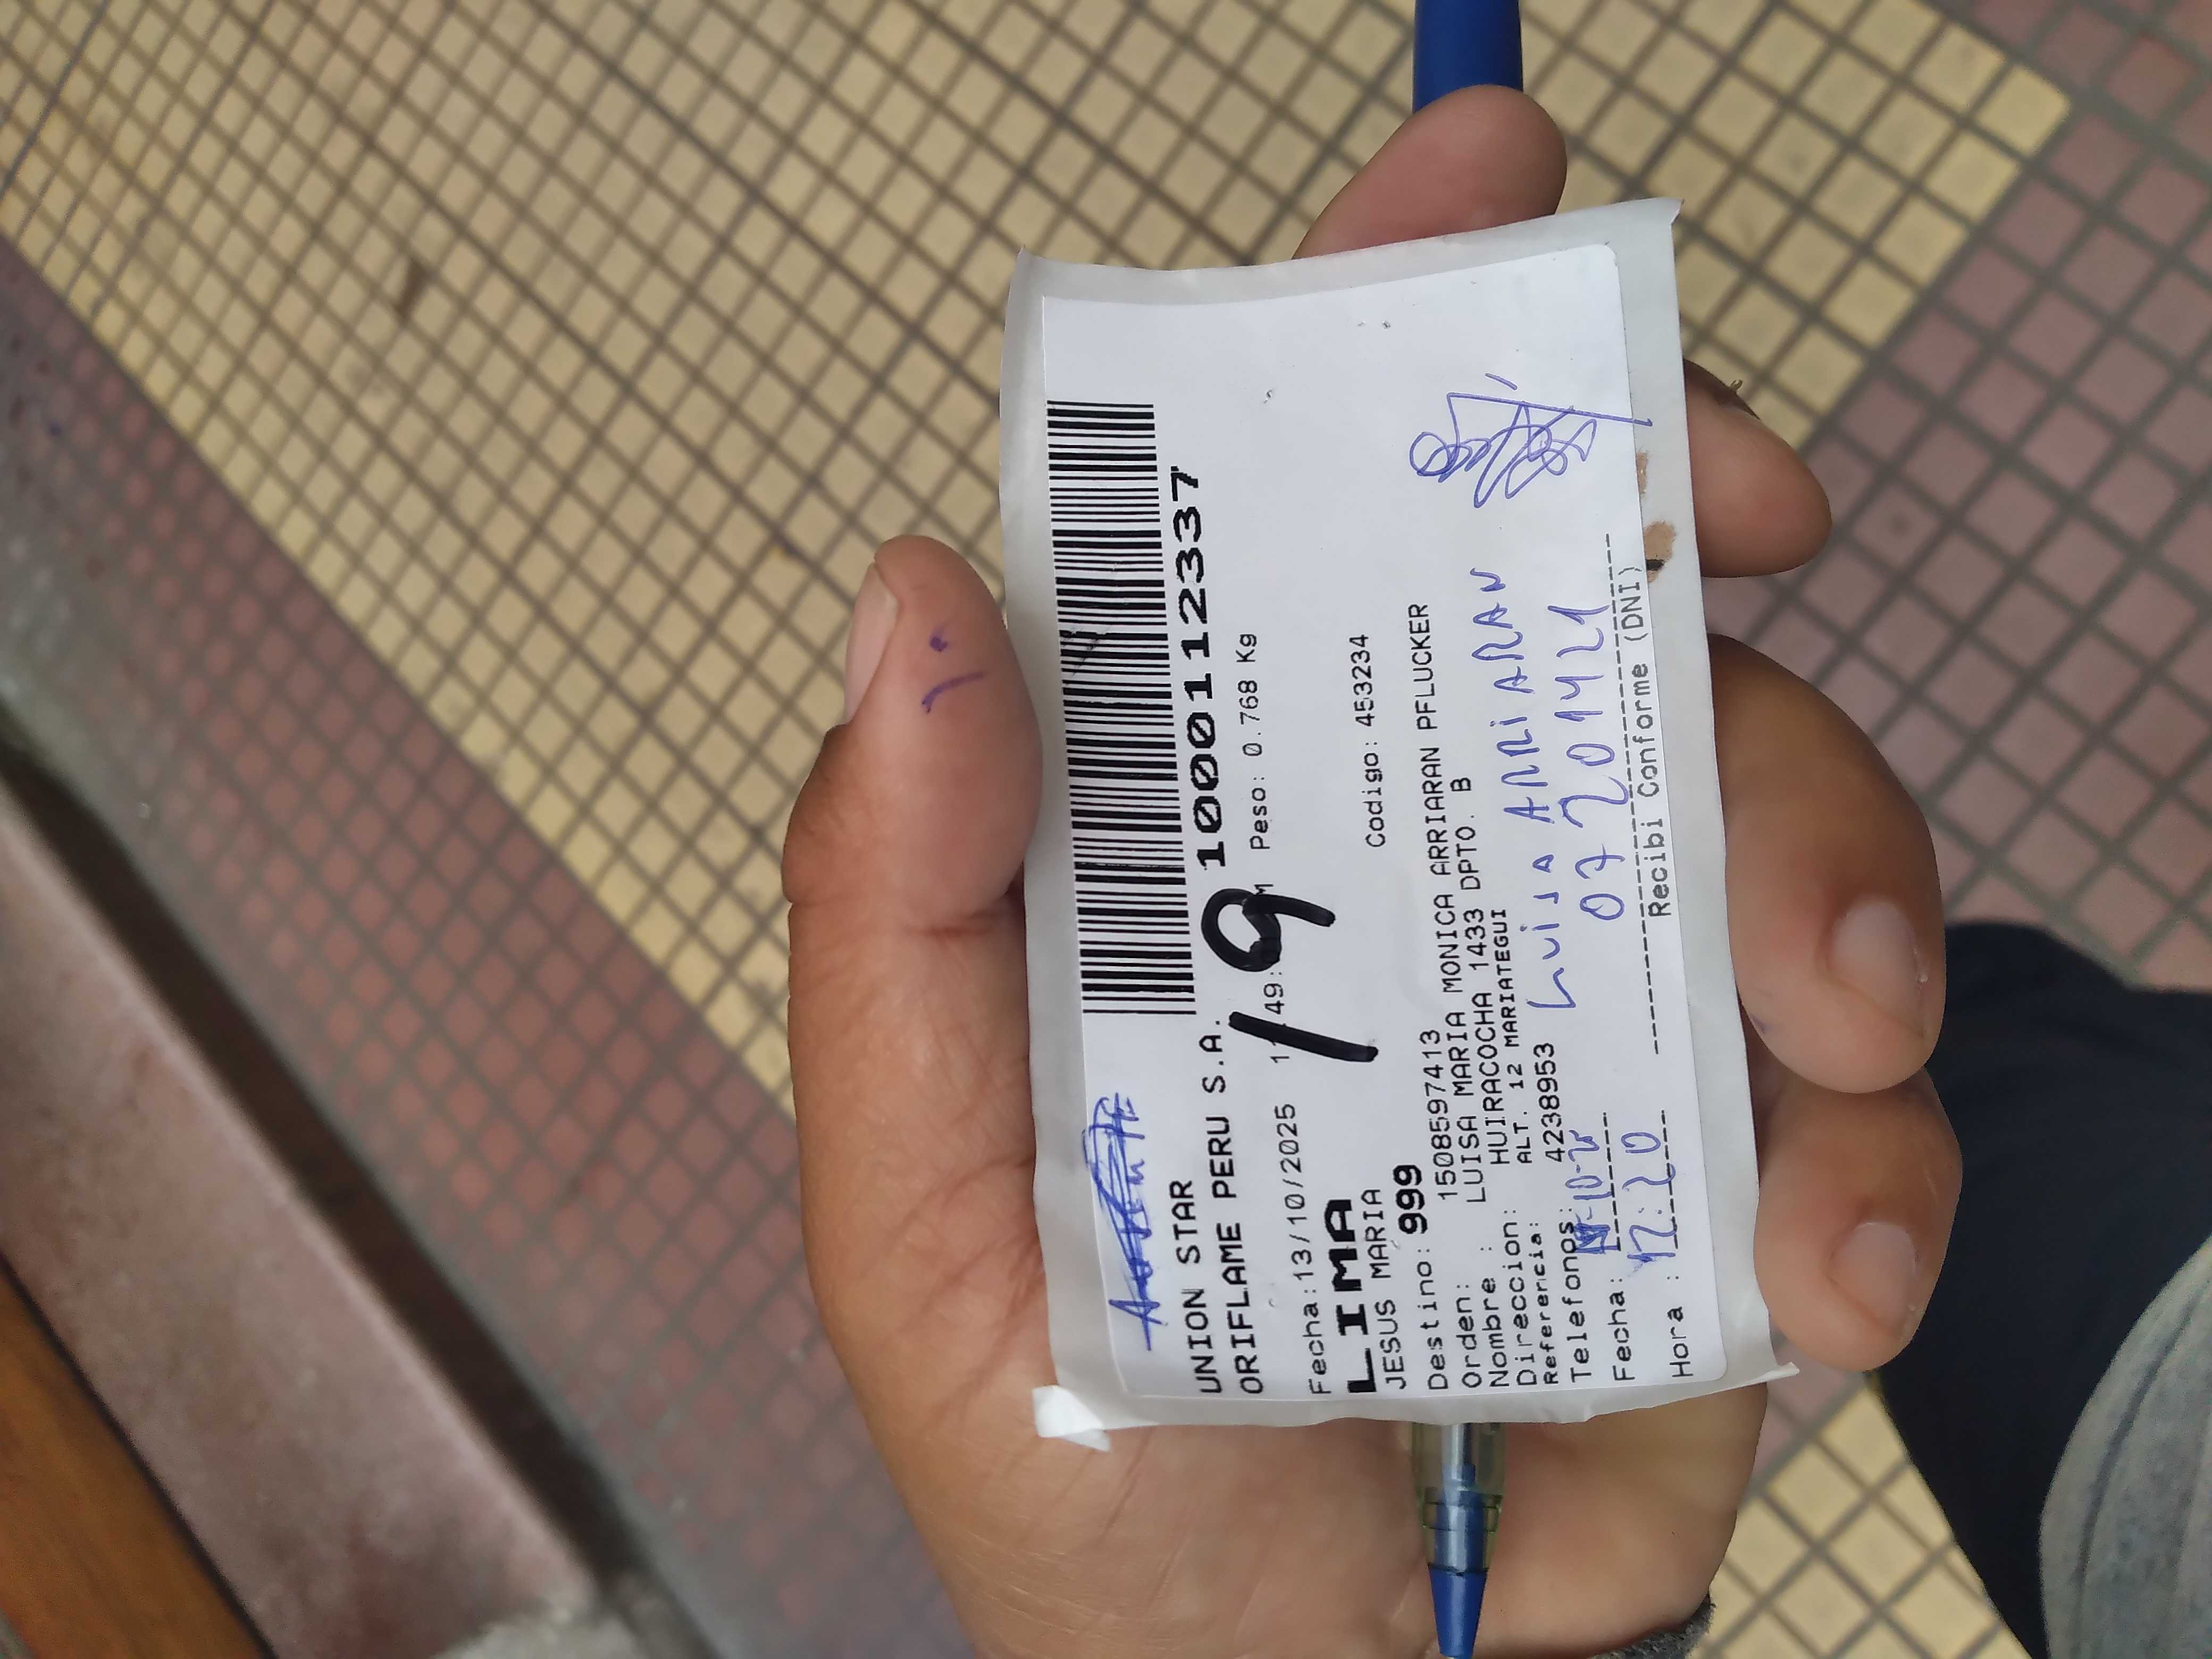 1000112337
UNION STAR
ORIFLAME PERU S.A.
19
Fecha:13/10/2025 Peso: 0.768 Kg
LIMA
JESUS MARIA Codigo: 453234
Destino: 999
Orden: 1508597413
Nombre : LUISA MARIA MONICA ARRIARAN PFLUCKER
Direccion: HUIRACOCHA 1433 DPTO. B
Referencia: ALT. 12 MARIATEGUI
Telefonos: 4238953
LUISA ARRIARAN
07201421
Fecha:
Hora : 12:20
Recibi Conforme (DNI)